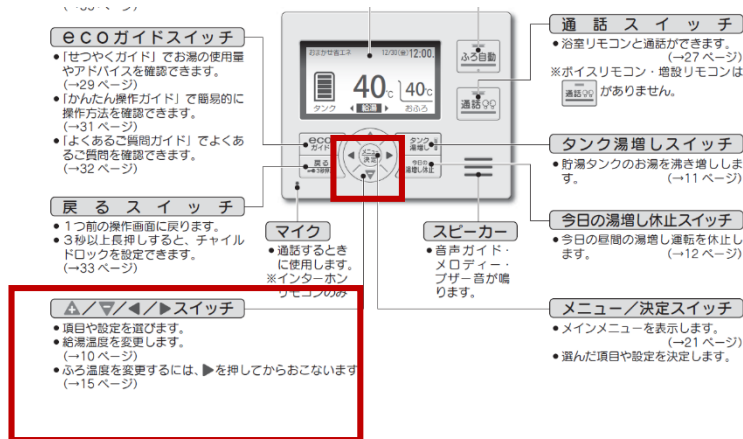 ecoガイドスイッチ
●「せつやくガイド」でお湯の使用量
やアドバイスを確認できます。
(→29 ページ)
●「かんたん操作ガイド」で簡易的に
操作方法を確認できます。
(→31 ページ)
●「よくあるご質問ガイド」でよくあ
るご質問を確認できます。
(→32 ページ)
戻るスイッチ
●1つ前の操作画面に戻ります。
●3秒以上長押しすると、チャイル
ドロックを設定できます。
(→33 ページ)
△/▽/◀/▶スイッチ
●項目や設定を選びます。
●給湯温度を変更します。
(→10 ページ)
●ふろ温度を変更するには、▶を押してからおこないます
(→15 ページ)
おまかせ省エネ 12/20(金)12:00
40℃ 40℃
タンク ◀ 給湯 ▶ おふろ
ふろ自動
通話
eco
ガイド
戻る
メニュー
決定
タンク
湯増し
今日の
湯増し休止
マイク
●通話するとき
に使用します。
※インターホン
リモコンのみ
スピーカー
●音声ガイド・
メロディー・
ブザー音が鳴
ります。
通話スイッチ
●浴室リモコンと通話ができます。
(→27 ページ)
※ボイスリモコン・増設リモコンは
通話 がありません。
タンク湯増しスイッチ
●貯湯タンクのお湯を沸き増ししま
す。 (→11 ページ)
今日の湯増し休止スイッチ
●今日の昼間の湯増し運転を休止し
ます。 (→12 ページ)
メニュー/決定スイッチ
●メインメニューを表示します。
(→21 ページ)
●選んだ項目や設定を決定します。